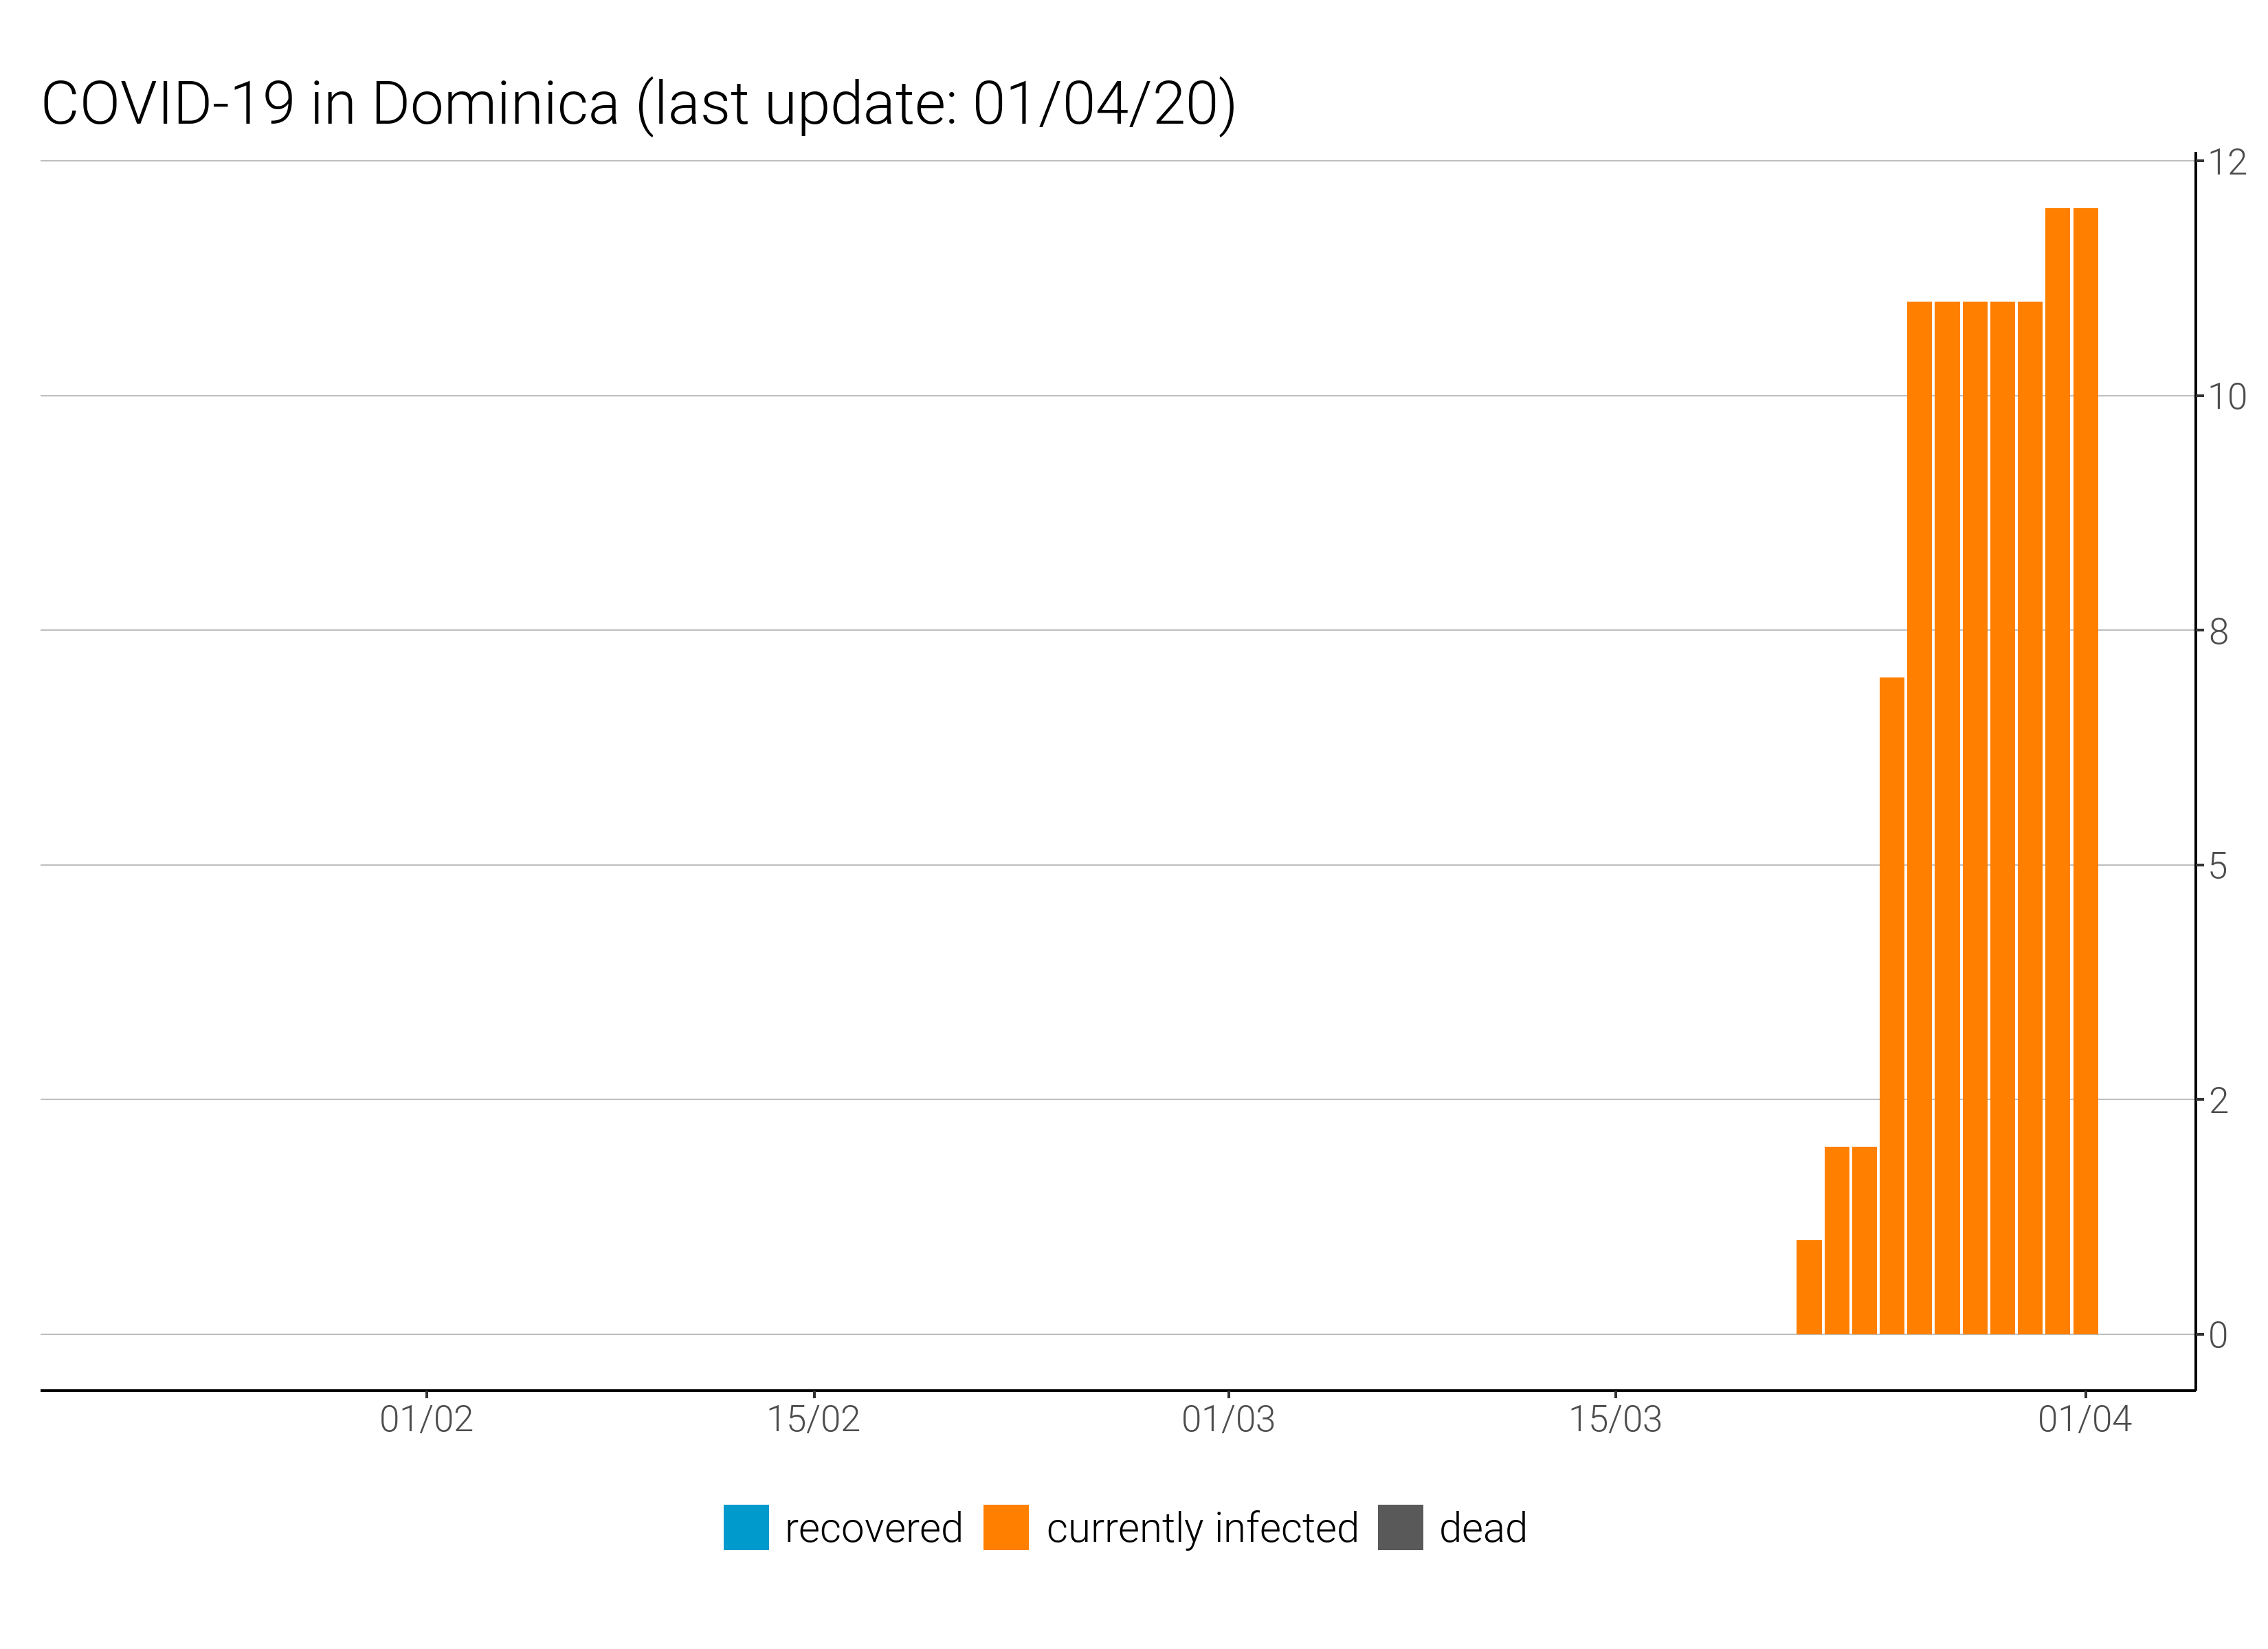 COVID-19 in Dominica (last update: 01/04/20)
12
10
8
5
2
0
01/02 15/02 01/03 15/03 01/04
recovered currently infected dead